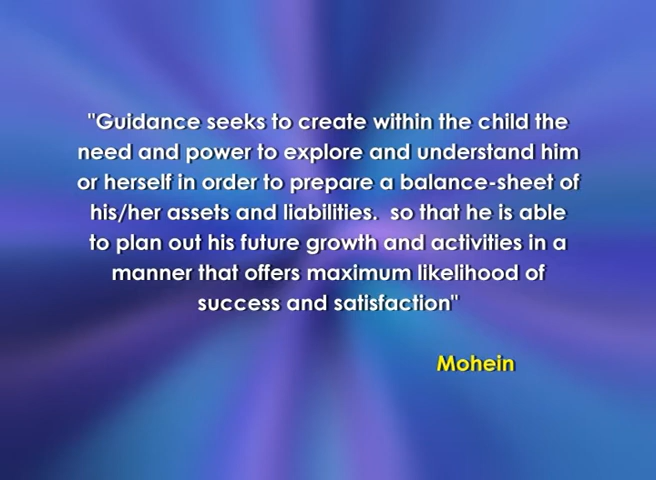 "Guidance seeks to create within the child the
need and power to explore and understand him
or herself in order to prepare a balance-sheet of
his/her assets and liabilities.  so that he is able
to plan out his future growth and activities in a
manner that offers maximum likelihood of
success and satisfaction"
Mohein